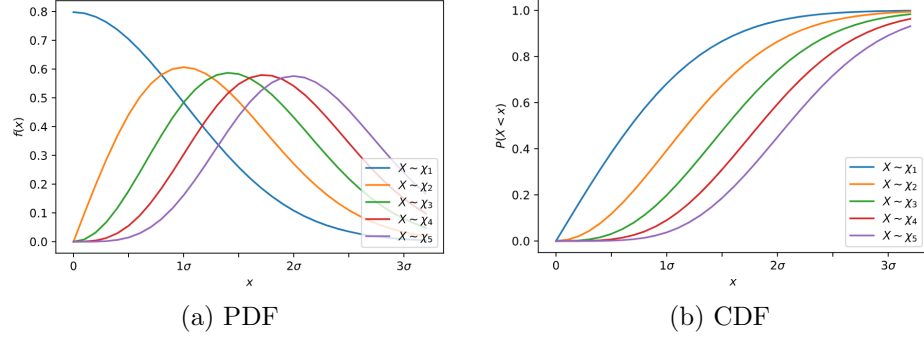 0.8
0.7
0.6
0.5
0.4
0.3
0.2
0.1
0.0
f(x)
0
1σ
2σ
3σ
x
X ~ χ₁
X ~ χ₂
X ~ χ₃
X ~ χ₄
X ~ χ₅
(a) PDF
1.0
0.8
0.6
0.4
0.2
0.0
P(X < x)
0
1σ
2σ
3σ
x
X ~ χ₁
X ~ χ₂
X ~ χ₃
X ~ χ₄
X ~ χ₅
(b) CDF